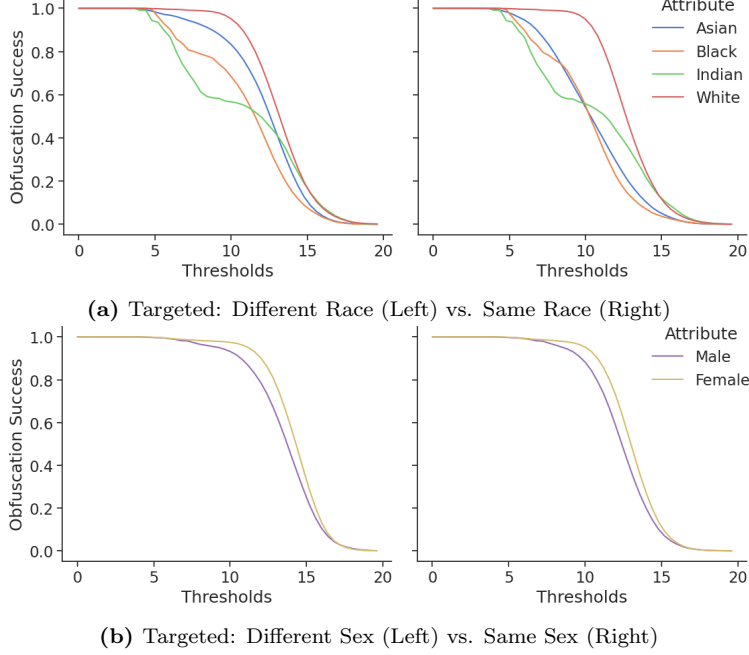 Attribute
Asian
Black
Indian
White
Obfuscation Success
1.0
0.8
0.6
0.4
0.2
0.0
0 5 10 15 20
0 5 10 15 20
Thresholds
Thresholds
(a) Targeted: Different Race (Left) vs. Same Race (Right)
Attribute
Male
Female
Obfuscation Success
1.0
0.8
0.6
0.4
0.2
0.0
0 5 10 15 20
0 5 10 15 20
Thresholds
Thresholds
(b) Targeted: Different Sex (Left) vs. Same Sex (Right)